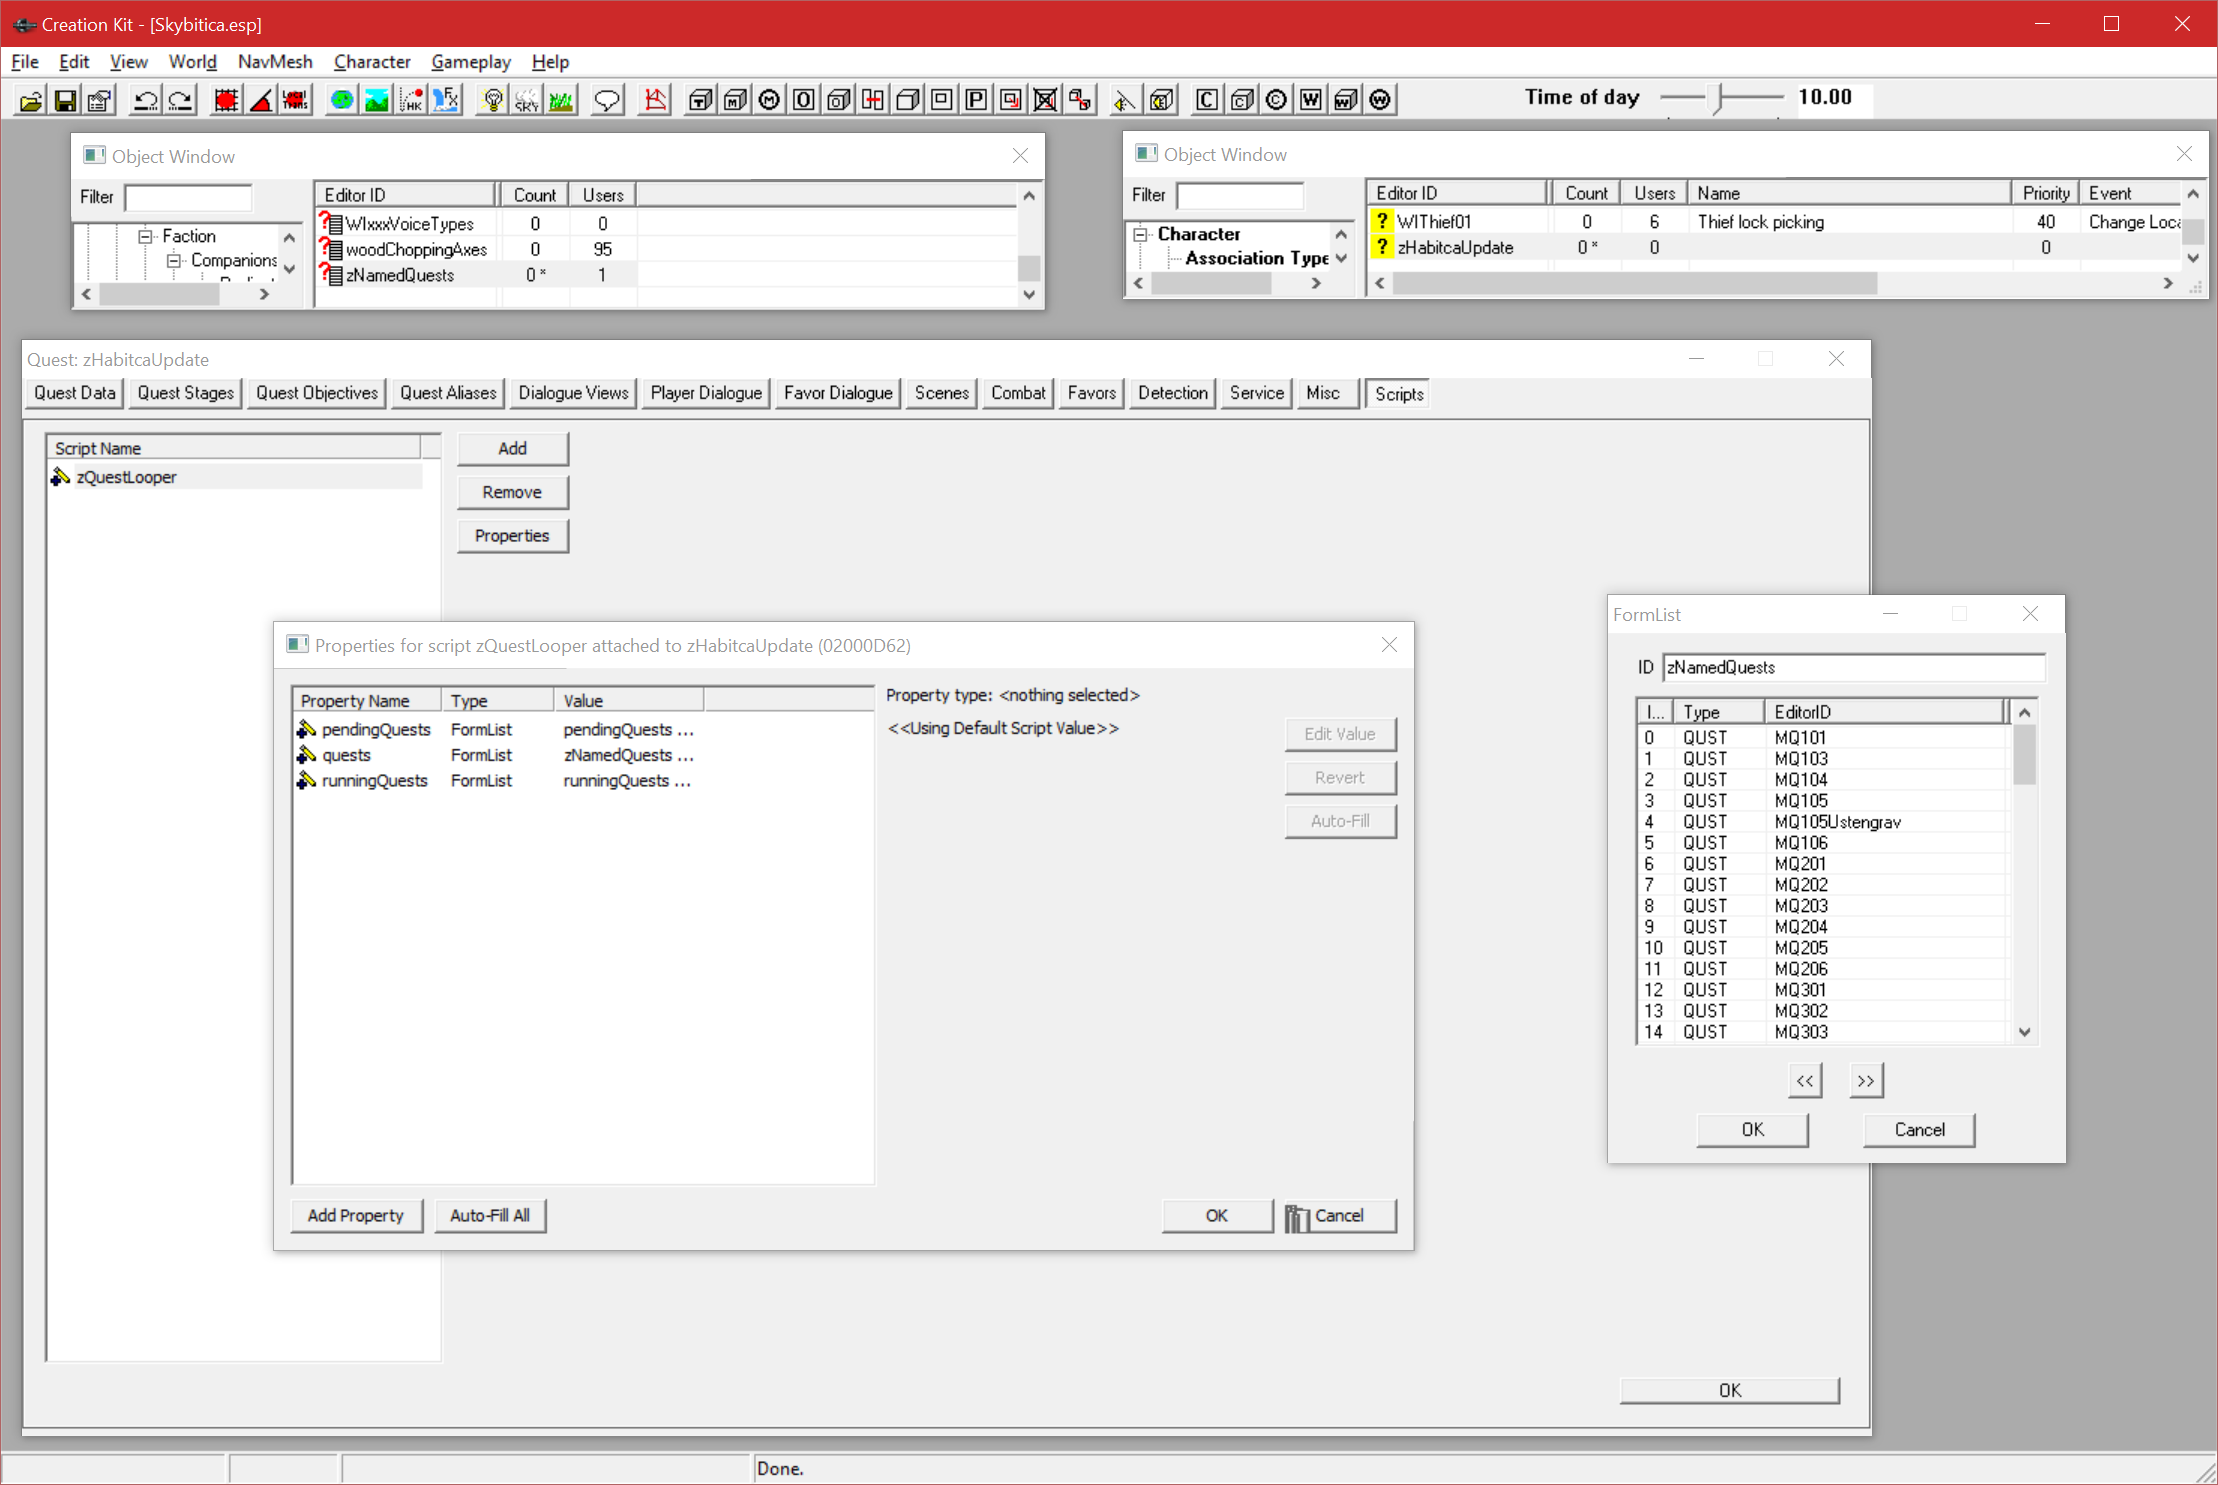 Creation Kit - [Skybitica.esp]
File Edit View World NavMesh Character Gameplay Help
Time of day 10.00
Object Window
Filter
Faction
Companions
Editor ID Count Users
WIxxxVoiceTypes 0 0
woodChoppingAxes 0 95
zNamedQuests 0 * 1
Object Window
Filter
Character
Association Type
Editor ID Count Users Name Priority Event
WIThief01 0 6 Thief lock picking 40 Change Loca
zHabitcaUpdate 0 * 0 0
Quest: zHabitcaUpdate
Quest Data Quest Stages Quest Objectives Quest Aliases Dialogue Views Player Dialogue Favor Dialogue Scenes Combat Favors Detection Service Misc Scripts
Script Name
zQuestLooper
Add
Remove
Properties
Properties for script zQuestLooper attached to zHabitcaUpdate (02000D62)
Property Name Type Value
pendingQuests FormList pendingQuests ...
quests FormList zNamedQuests ...
runningQuests FormList runningQuests ...
Property type: <nothing selected>
<<Using Default Script Value>>
Edit Value
Revert
Auto-Fill
Add Property Auto-Fill All OK Cancel
FormList
ID zNamedQuests
I... Type EditorID
0 QUST MQ101
1 QUST MQ103
2 QUST MQ104
3 QUST MQ105
4 QUST MQ105Ustengrav
5 QUST MQ106
6 QUST MQ201
7 QUST MQ202
8 QUST MQ203
9 QUST MQ204
10 QUST MQ205
11 QUST MQ206
12 QUST MQ301
13 QUST MQ302
14 QUST MQ303
<< >>
OK Cancel
OK
Done.